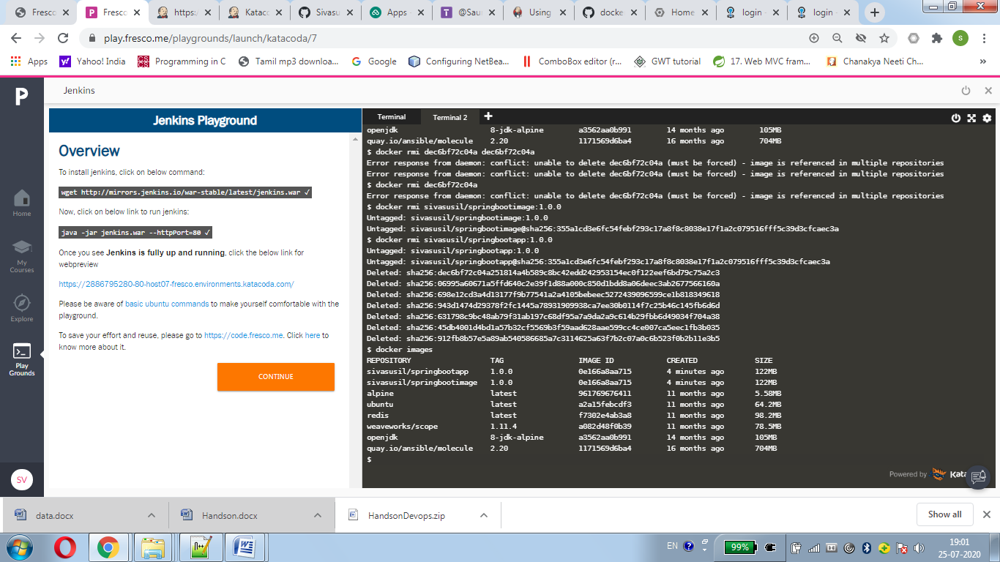 Fresco
Fresco
https:/
Kataco
Sivasu
Apps -
@Saur
Using
docke
Home
login -
login -
play.fresco.me/playgrounds/launch/katacoda/7
S
Apps
Yahoo! India
Programming in C
Tamil mp3 downloa...
Google
Configuring NetBea...
ComboBox editor (r...
GWT tutorial
17. Web MVC fram...
Chanakya Neeti Ch...
»
Jenkins
Home
My Courses
Explore
Play Grounds
SV
Jenkins Playground
Overview
To install jenkins, click on below command:
wget http://mirrors.jenkins.io/war-stable/latest/jenkins.war ✓
Now, click on below link to run jenkins:
java -jar jenkins.war --httpPort=80 ✓
Once you see Jenkins is fully up and running, click the below link for
webpreview
https://2886795280-80-host07-fresco.environments.katacoda.com/
Please be aware of basic ubuntu commands to make yourself comfortable with the
playground.
To save your effort and reuse, please go to https://code.fresco.me. Click here to
know more about it.
CONTINUE
Terminal
Terminal 2
+
openjdk 8-jdk-alpine a3562aa0b991 14 months ago 105MB
quay.io/ansible/molecule 2.20 1171569d6ba4 16 months ago 704MB
$ docker rmi dec6bf72c04a dec6bf72c04a
Error response from daemon: conflict: unable to delete dec6bf72c04a (must be forced) - image is referenced in multiple repositories
Error response from daemon: conflict: unable to delete dec6bf72c04a (must be forced) - image is referenced in multiple repositories
$ docker rmi dec6bf72c04a
Error response from daemon: conflict: unable to delete dec6bf72c04a (must be forced) - image is referenced in multiple repositories
$ docker rmi sivasusil/springbootimage:1.0.0
Untagged: sivasusil/springbootimage:1.0.0
Untagged: sivasusil/springbootimage@sha256:355a1cd3e6fc54febf293c17a8f8c8038e17f1a2c079516fff5c39d3cfcaec3a
$ docker rmi sivasusil/springbootapp:1.0.0
Untagged: sivasusil/springbootapp:1.0.0
Untagged: sivasusil/springbootapp@sha256:355a1cd3e6fc54febf293c17a8f8c8038e17f1a2c079516fff5c39d3cfcaec3a
Deleted: sha256:dec6bf72c04a251814a4b589c8bc42edd242953154ec0f122eef6bd79c75a2c3
Deleted: sha256:06995a60671a5ffd640c2e39f1d88a000c850d1bdd8a06deec3ab2677566160a
Deleted: sha256:698e12cd3a4d13177f9b77541a2a4105bebeec5272439096599ce1b818349618
Deleted: sha256:943d1474d29378f2fc1445a78931909938ca7ee30b0114f7c25b46c145fb6d6d
Deleted: sha256:631798c9bc48ab79f31ab197c68df95a7a9da2a9c614b29fbb6d49034f704a38
Deleted: sha256:45db4001d4bd1a57b32cf5569b3f59aad628aae599cc4ce007ca5eec1fb3b035
Deleted: sha256:912fb8b57e5a89ab540586685a7c3114625a63f7b2c07a0c6b523f0b2b11e3b5
$ docker images
REPOSITORY TAG IMAGE ID CREATED SIZE
sivasusil/springbootapp 1.0.0 0e166a8aa715 4 minutes ago 122MB
sivasusil/springbootimage 1.0.0 0e166a8aa715 4 minutes ago 122MB
alpine latest 961769676411 11 months ago 5.58MB
ubuntu latest a2a15febcdf3 11 months ago 64.2MB
redis latest f7302e4ab3a8 11 months ago 98.2MB
weaveworks/scope 1.11.4 a082d48f0b39 11 months ago 78.5MB
openjdk 8-jdk-alpine a3562aa0b991 14 months ago 105MB
quay.io/ansible/molecule 2.20 1171569d6ba4 16 months ago 704MB
$
Powered by Kata
data.docx
Handson.docx
HandsonDevops.zip
Show all
EN
99%
19:01
25-07-2020